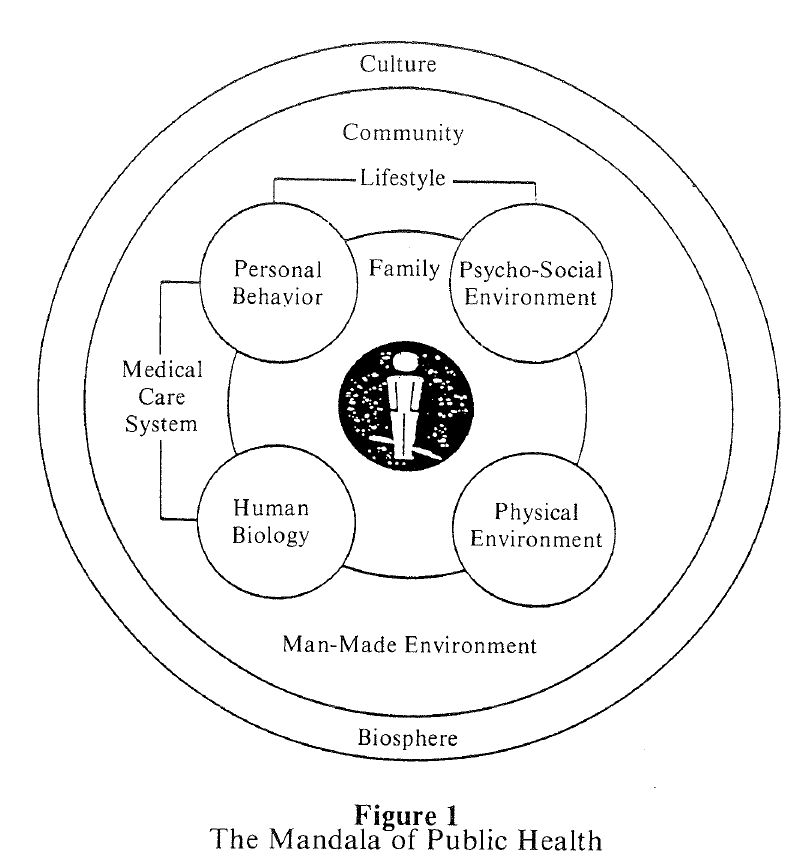 Culture
Community
Lifestyle
Personal
Behavior
Family
Psycho-Social
Environment
Medical
Care
System
Human
Biology
Physical
Environment
Man-Made Environment
Biosphere
Figure 1
The Mandala of Public Health